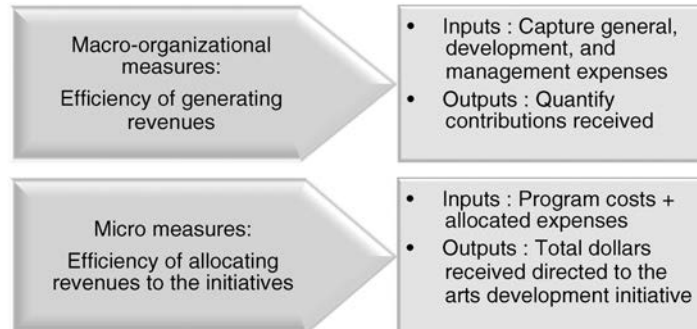 Macro-organizational
measures:
Efficiency of generating
revenues
• Inputs : Capture general,
development, and
management expenses
• Outputs : Quantify
contributions received
Micro measures:
Efficiency of allocating
revenues to the initiatives
• Inputs : Program costs +
allocated expenses
• Outputs : Total dollars
received directed to the
arts development initiative